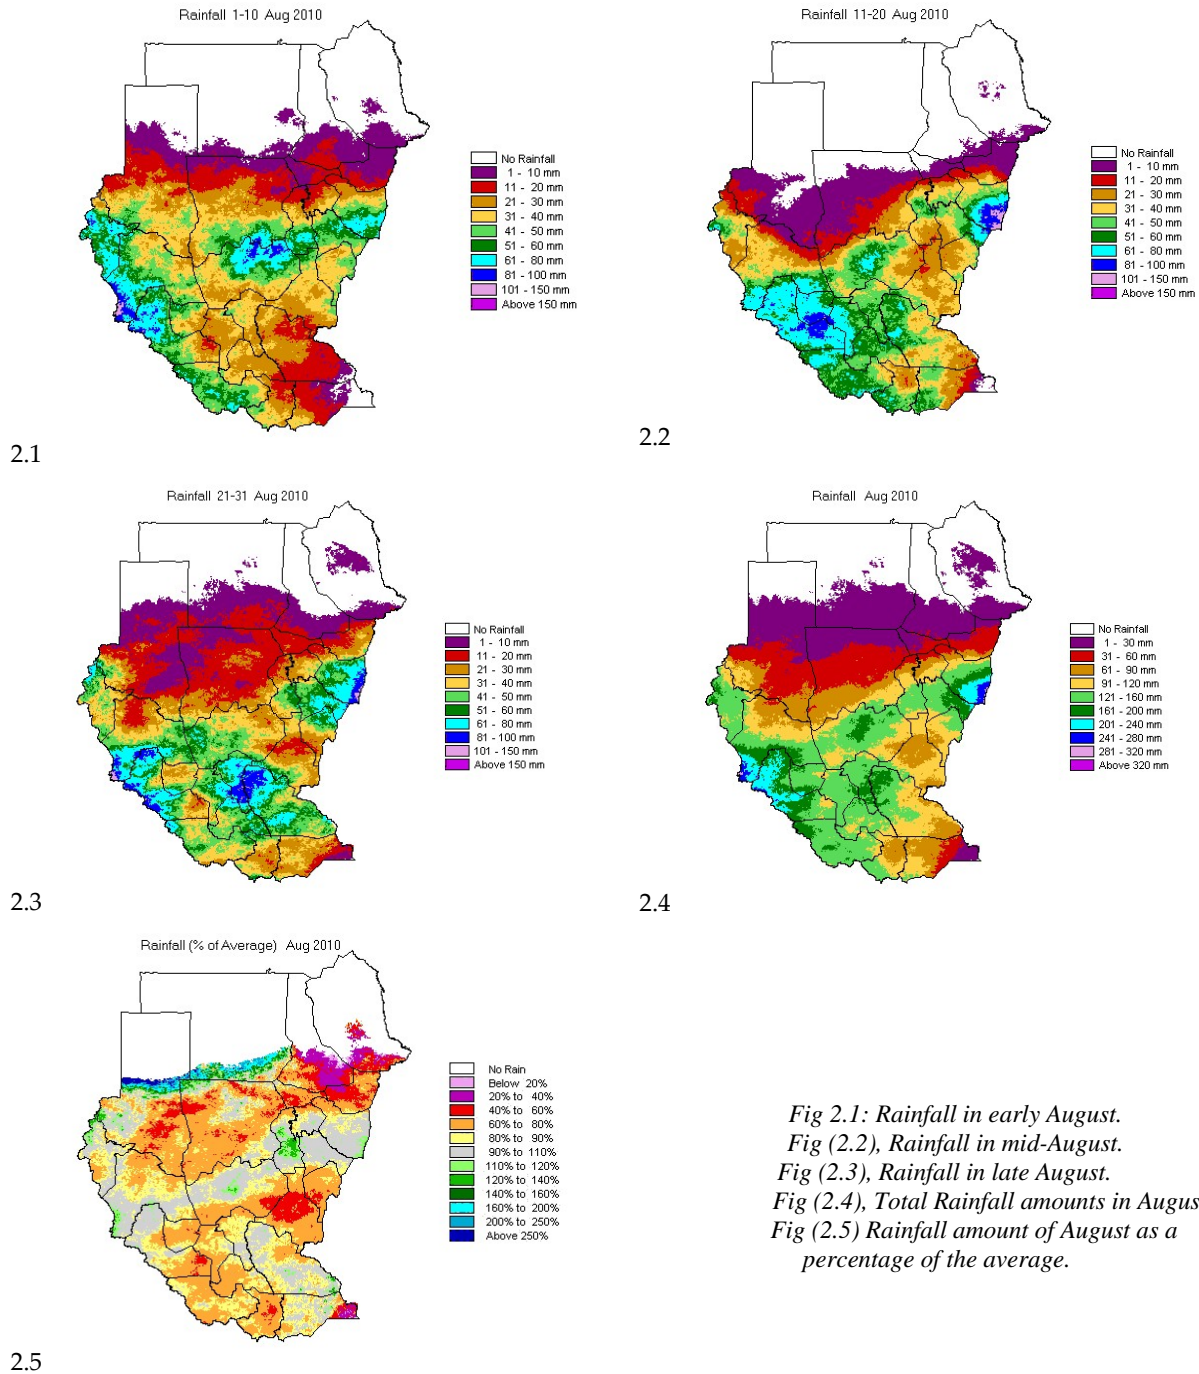 Rainfall 1-10 Aug 2010
No Rainfall
1 - 10 mm
11 - 20 mm
21 - 30 mm
31 - 40 mm
41 - 50 mm
51 - 60 mm
61 - 80 mm
81 - 100 mm
101 - 150 mm
Above 150 mm
2.1
Rainfall 11-20 Aug 2010
No Rainfall
1 - 10 mm
11 - 20 mm
21 - 30 mm
31 - 40 mm
41 - 50 mm
51 - 60 mm
61 - 80 mm
81 - 100 mm
101 - 150 mm
Above 150 mm
2.2
Rainfall 21-31 Aug 2010
No Rainfall
1 - 10 mm
11 - 20 mm
21 - 30 mm
31 - 40 mm
41 - 50 mm
51 - 60 mm
61 - 80 mm
81 - 100 mm
101 - 150 mm
Above 150 mm
2.3
Rainfall Aug 2010
No Rainfall
1 - 30 mm
31 - 60 mm
61 - 90 mm
91 - 120 mm
121 - 160 mm
161 - 200 mm
201 - 240 mm
241 - 280 mm
281 - 320 mm
Above 320 mm
2.4
Rainfall (% of Average) Aug 2010
No Rain
Below 20%
20% to 40%
40% to 60%
60% to 80%
80% to 90%
90% to 110%
110% to 120%
120% to 140%
140% to 160%
160% to 200%
200% to 250%
Above 250%
2.5
Fig 2.1: Rainfall in early August.
Fig (2.2), Rainfall in mid-August.
Fig (2.3), Rainfall in late August.
Fig (2.4), Total Rainfall amounts in Augus
Fig (2.5) Rainfall amount of August as a
percentage of the average.